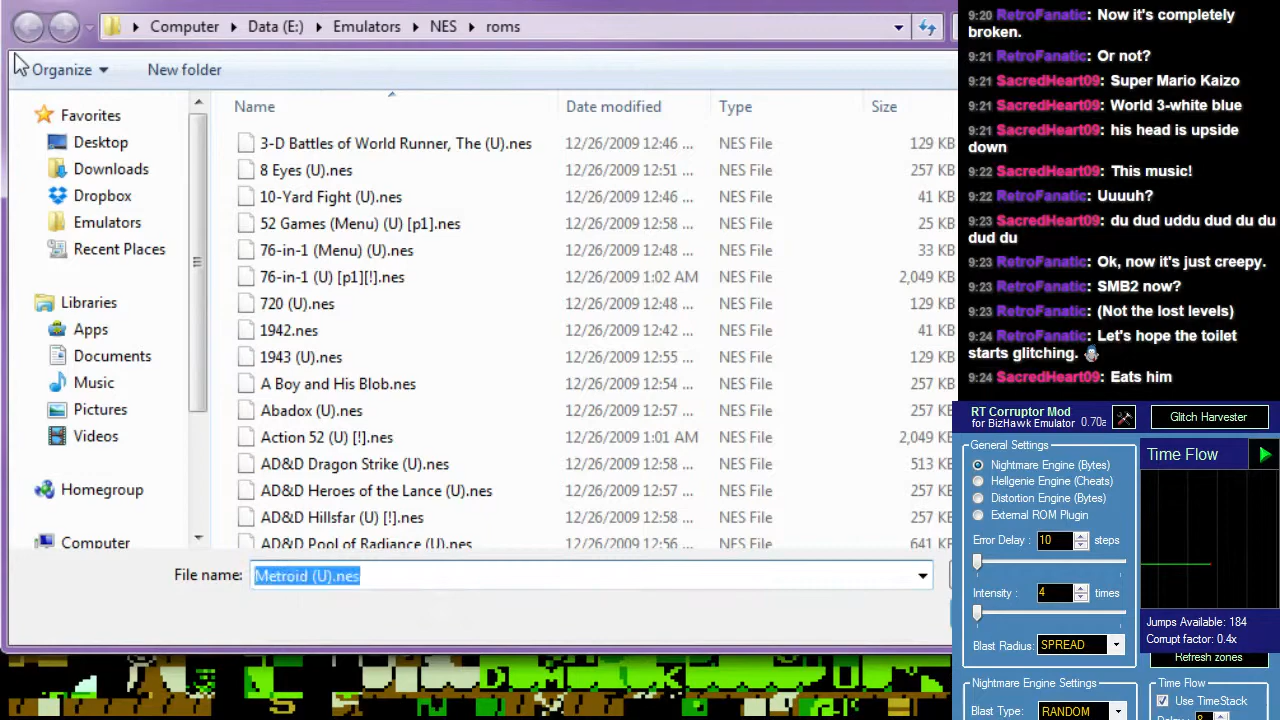 Computer Data (E:) Emulators NES roms
Organize New folder
Favorites
Desktop
Downloads
Dropbox
Emulators
Recent Places
Libraries
Apps
Documents
Music
Pictures
Videos
Homegroup
Computer
Name Date modified Type Size
3-D Battles of World Runner, The (U).nes 12/26/2009 12:46 ... NES File 129 KB
8 Eyes (U).nes 12/26/2009 12:51 ... NES File 257 KB
10-Yard Fight (U).nes 12/26/2009 12:46 ... NES File 41 KB
52 Games (Menu) (U) [p1].nes 12/26/2009 12:58 ... NES File 25 KB
76-in-1 (Menu) (U).nes 12/26/2009 12:48 ... NES File 33 KB
76-in-1 (U) [p1][!].nes 12/26/2009 1:02 AM NES File 2,049 KB
720 (U).nes 12/26/2009 12:48 ... NES File 129 KB
1942.nes 12/26/2009 12:42 ... NES File 41 KB
1943 (U).nes 12/26/2009 12:55 ... NES File 129 KB
A Boy and His Blob.nes 12/26/2009 12:57 ... NES File 254 KB
Abadox (U).nes 12/26/2009 12:57 ... NES File 257 KB
Action 52 (U) [!].nes 12/26/2009 1:01 AM NES File 2,049 KB
AD&D Dragon Strike (U).nes 12/26/2009 12:58 ... NES File 513 KB
AD&D Heroes of the Lance (U).nes 12/26/2009 12:57 ... NES File 257 KB
AD&D Hillsfar (U) [!].nes 12/26/2009 12:58 ... NES File 257 KB
AD&D Pool of Radiance (U).nes 12/26/2009 12:58 ... NES File 641 KB
File name: Metroid (U).nes
9:20 RetroFanatic: Now it's completely
broken.
9:21 RetroFanatic: Or not?
9:21 SacredHeart09: Super Mario Kaizo
9:21 SacredHeart09: World 3-white blue
9:21 SacredHeart09: his head is upside
down
9:22 SacredHeart09: This music!
9:22 RetroFanatic: Uuuuh?
9:23 SacredHeart09: du dud uddu dud du du
dud du
9:23 RetroFanatic: Ok, now it's just creepy.
9:23 RetroFanatic: SMB2 now?
9:23 RetroFanatic: (Not the lost levels)
9:24 RetroFanatic: Let's hope the toilet
starts glitching.
9:24 SacredHeart09: Eats him
RT Corruptor Mod
for BizHawk Emulator 0.70a
Glitch Harvester
General Settings
Nightmare Engine (Bytes)
Hellgenie Engine (Cheats)
Distortion Engine (Bytes)
External ROM Plugin
Error Delay : 10 steps
Intensity : 4 times
Blast Radius: SPREAD
Nightmare Engine Settings
Blast Type: RANDOM
Time Flow
Jumps Available: 184
Corrupt factor: 0.4x
Refresh zones
Time Flow
Use TimeStack